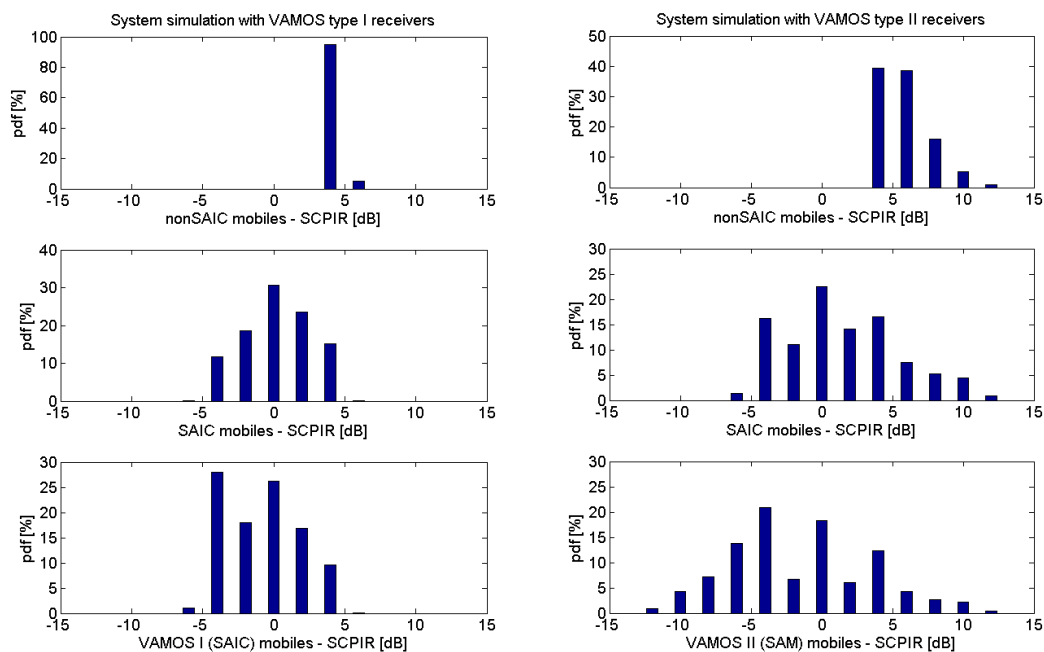 System simulation with VAMOS type I receivers
100
80
60
40
20
0
pdf [%]
-15 -10 -5 0 5 10 15
nonSAIC mobiles - SCPIR [dB]
System simulation with VAMOS type II receivers
50
40
30
20
10
0
pdf [%]
-15 -10 -5 0 5 10 15
nonSAIC mobiles - SCPIR [dB]
40
30
20
10
0
pdf [%]
-15 -10 -5 0 5 10 15
SAIC mobiles - SCPIR [dB]
30
25
20
15
10
5
0
pdf [%]
-15 -10 -5 0 5 10 15
SAIC mobiles - SCPIR [dB]
30
25
20
15
10
5
0
pdf [%]
-15 -10 -5 0 5 10 15
VAMOS I (SAIC) mobiles - SCPIR [dB]
30
25
20
15
10
5
0
pdf [%]
-15 -10 -5 0 5 10 15
VAMOS II (SAM) mobiles - SCPIR [dB]